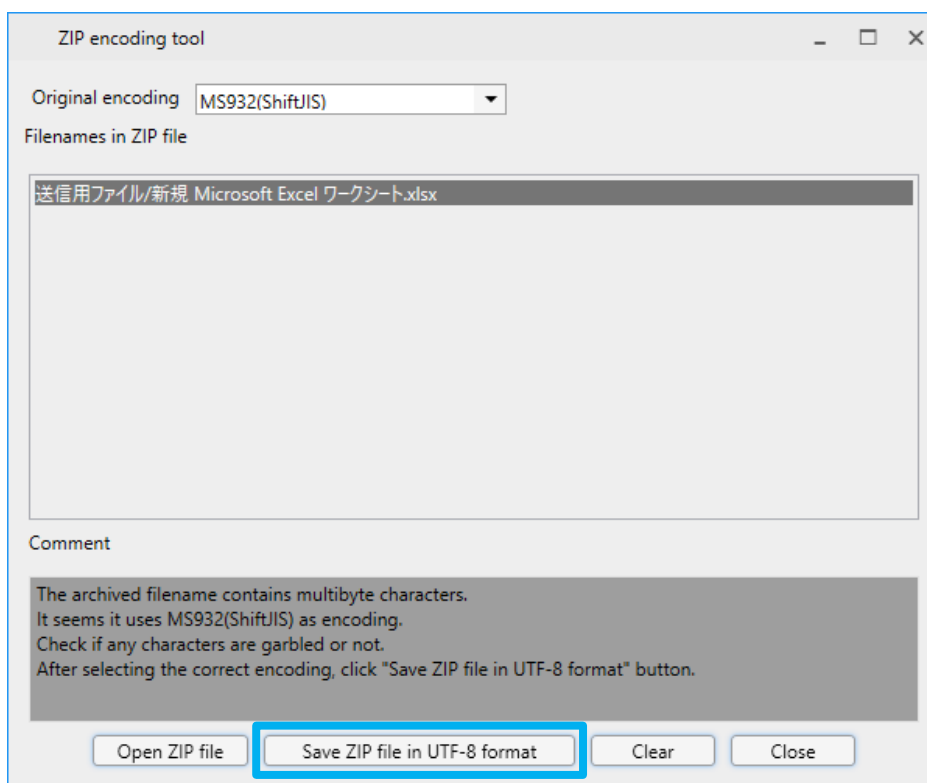 ZIP encoding tool
Original encoding MS932(ShiftJIS)
Filenames in ZIP file
送信用ファイル/新規 Microsoft Excel ワークシート.xlsx
Comment
The archived filename contains multibyte characters.
It seems it uses MS932(ShiftJIS) as encoding.
Check if any characters are garbled or not.
After selecting the correct encoding, click "Save ZIP file in UTF-8 format" button.
Open ZIP file Save ZIP file in UTF-8 format Clear Close